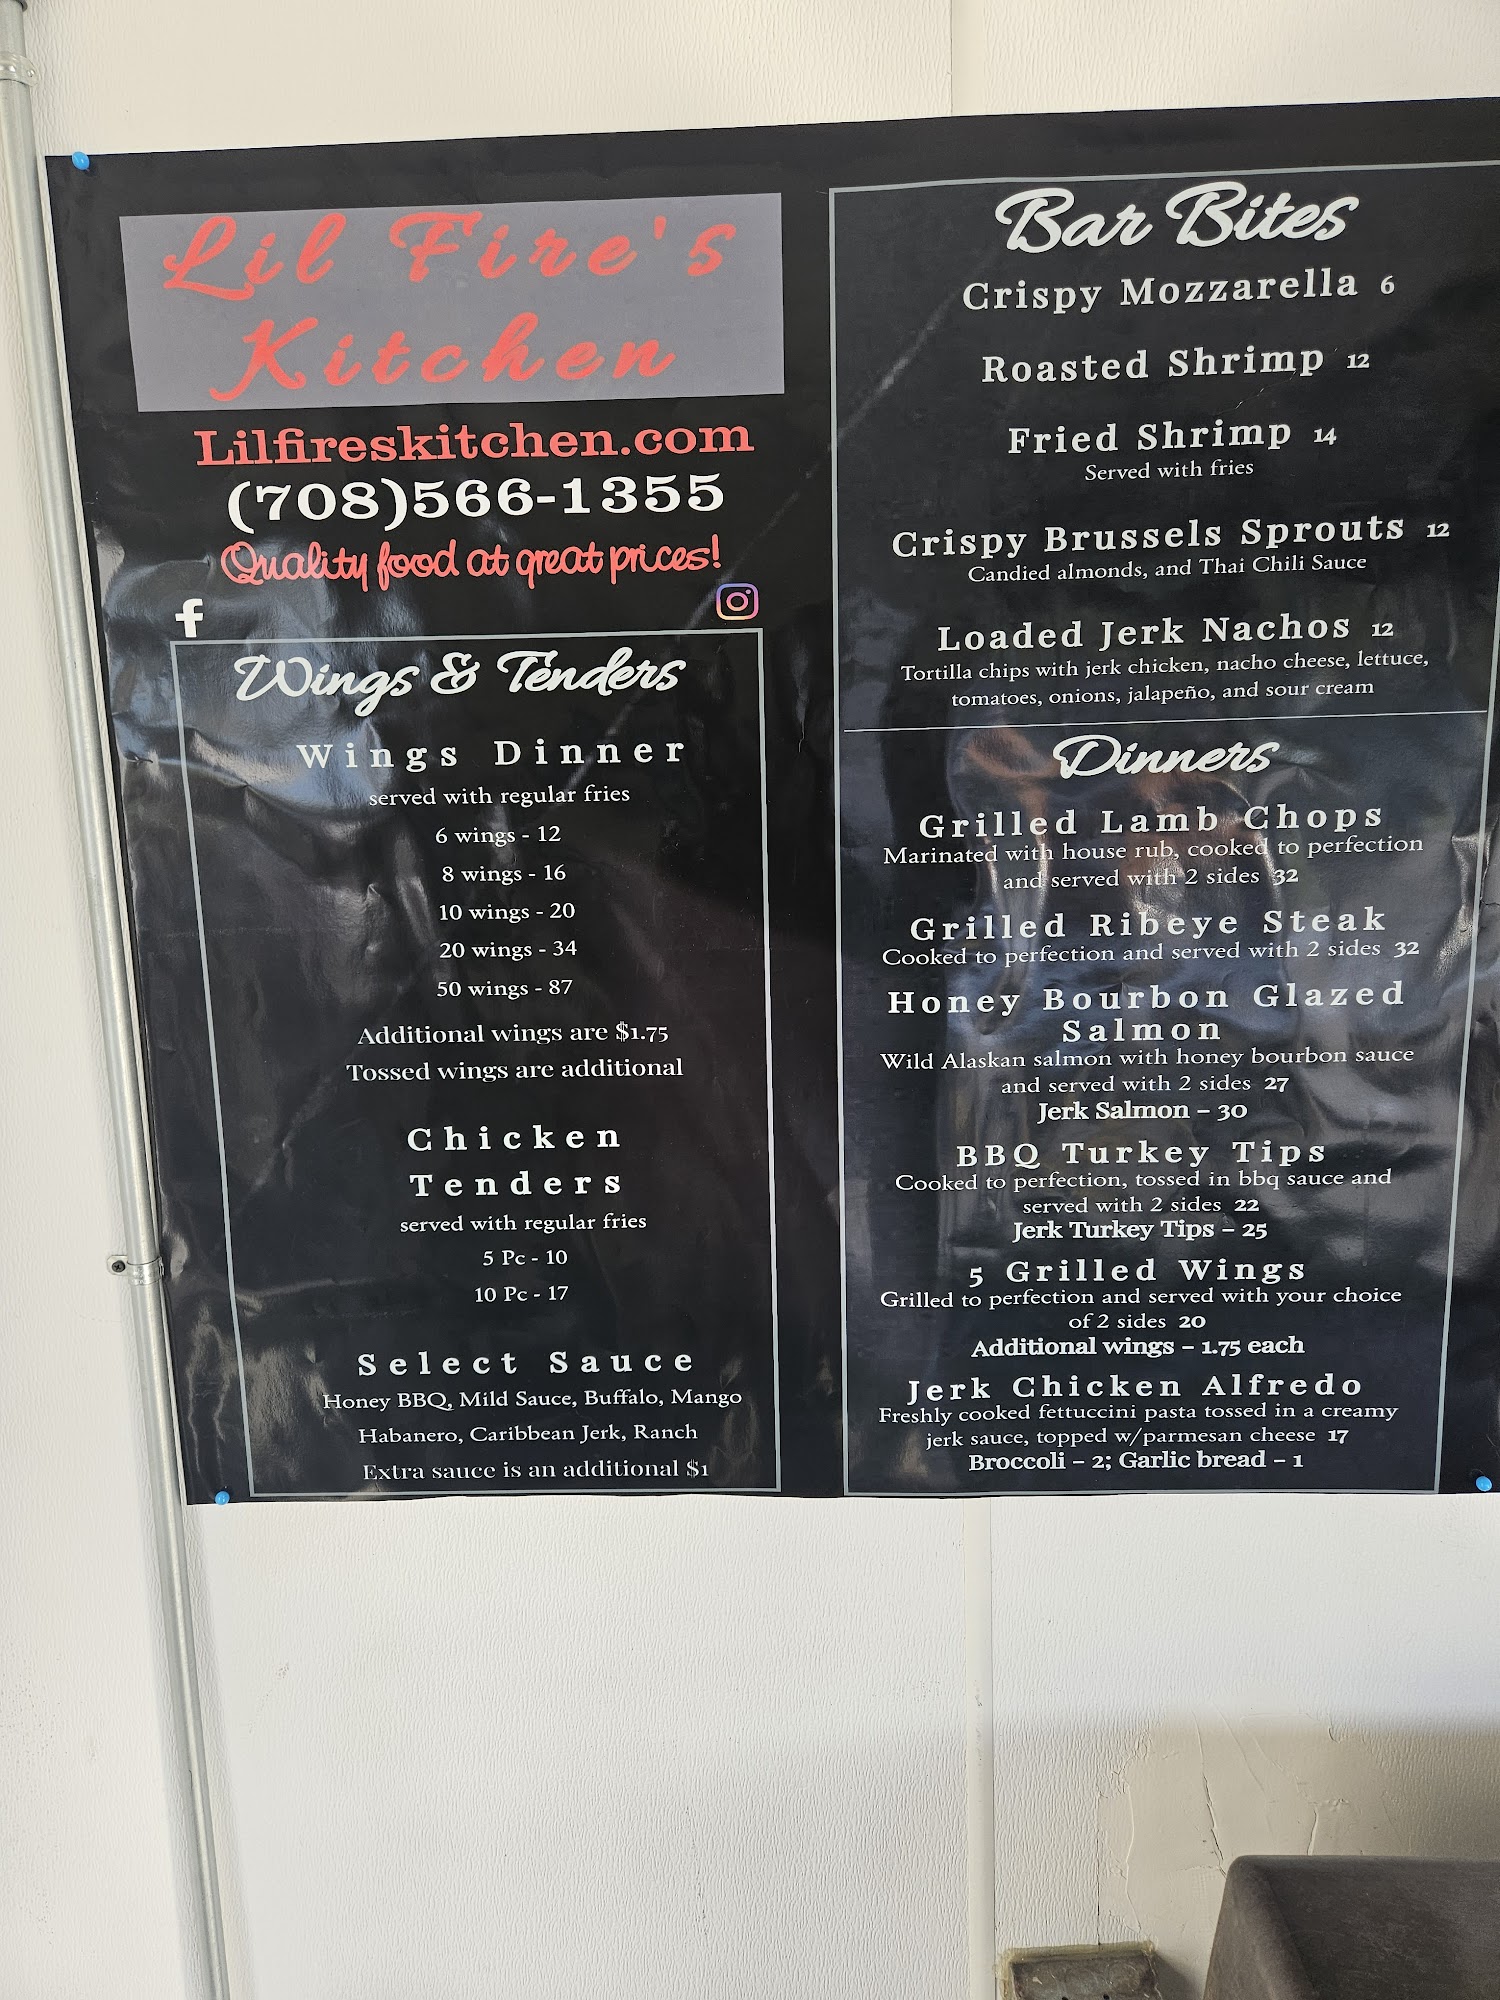 Lil Fire's
Kitchen
Lilfireskitchen.com
(708)566-1355
Quality food at great prices!
Wings & Tenders
Wings Dinner
served with regular fries
6 wings - 12
8 wings - 16
10 wings - 20
20 wings - 34
50 wings - 87
Additional wings are $1.75
Tossed wings are additional
Chicken
Tenders
served with regular fries
5 Pc - 10
10 Pc - 17
Select Sauce
Honey BBQ, Mild Sauce, Buffalo, Mango
Habanero, Caribbean Jerk, Ranch
Extra sauce is an additional $1
Bar Bites
Crispy Mozzarella 6
Roasted Shrimp 12
Fried Shrimp 14
Served with fries
Crispy Brussels Sprouts 12
Candied almonds, and Thai Chili Sauce
Loaded Jerk Nachos 12
Tortilla chips with jerk chicken, nacho cheese, lettuce,
tomatoes, onions, jalapeño, and sour cream
Dinners
Grilled Lamb Chops
Marinated with house rub, cooked to perfection
and served with 2 sides 32
Grilled Ribeye Steak
Cooked to perfection and served with 2 sides 32
Honey Bourbon Glazed
Salmon
Wild Alaskan salmon with honey bourbon sauce
and served with 2 sides 27
Jerk Salmon – 30
BBQ Turkey Tips
Cooked to perfection, tossed in bbq sauce and
served with 2 sides 22
Jerk Turkey Tips – 25
5 Grilled Wings
Grilled to perfection and served with your choice
of 2 sides 20
Additional wings – 1.75 each
Jerk Chicken Alfredo
Freshly cooked fettuccini pasta tossed in a creamy
jerk sauce, topped w/parmesan cheese 17
Broccoli – 2; Garlic bread – 1